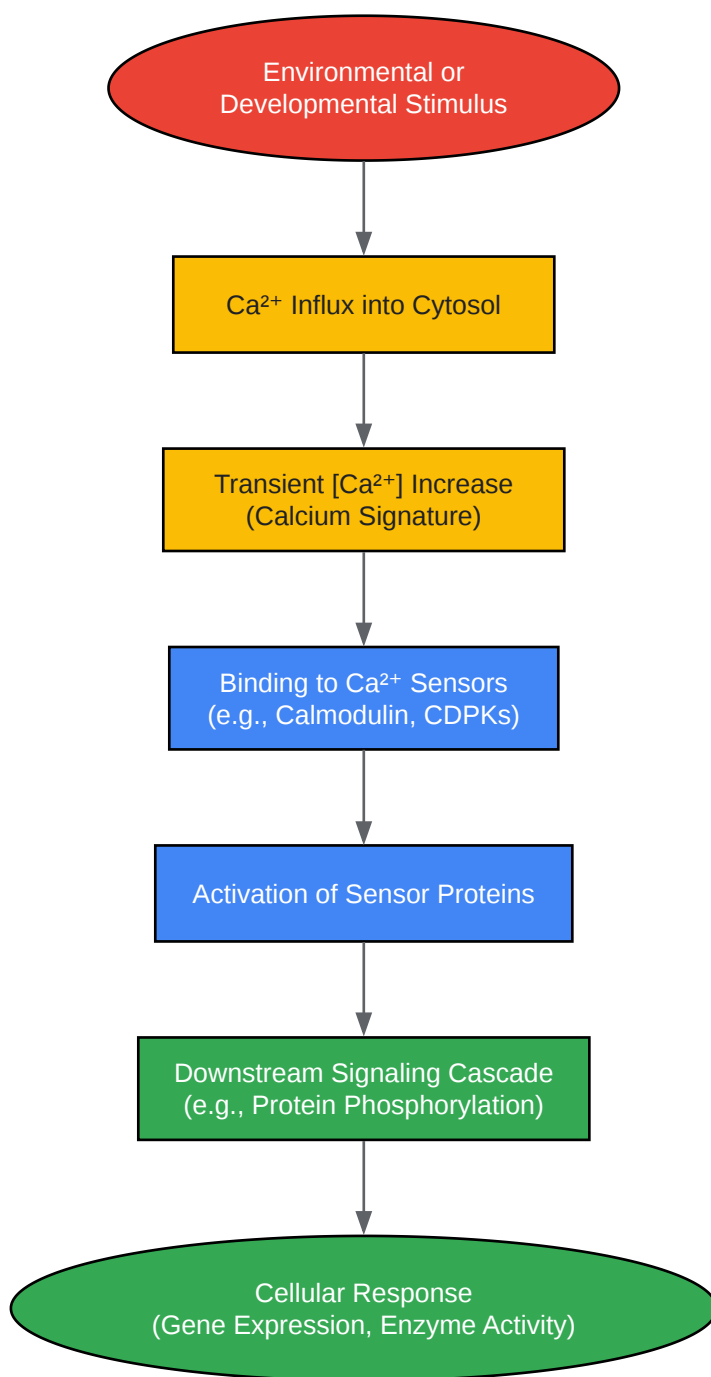 Environmental or
Developmental Stimulus
Ca²⁺ Influx into Cytosol
Transient [Ca²⁺] Increase
(Calcium Signature)
Binding to Ca²⁺ Sensors
(e.g., Calmodulin, CDPKs)
Activation of Sensor Proteins
Downstream Signaling Cascade
(e.g., Protein Phosphorylation)
Cellular Response
(Gene Expression, Enzyme Activity)